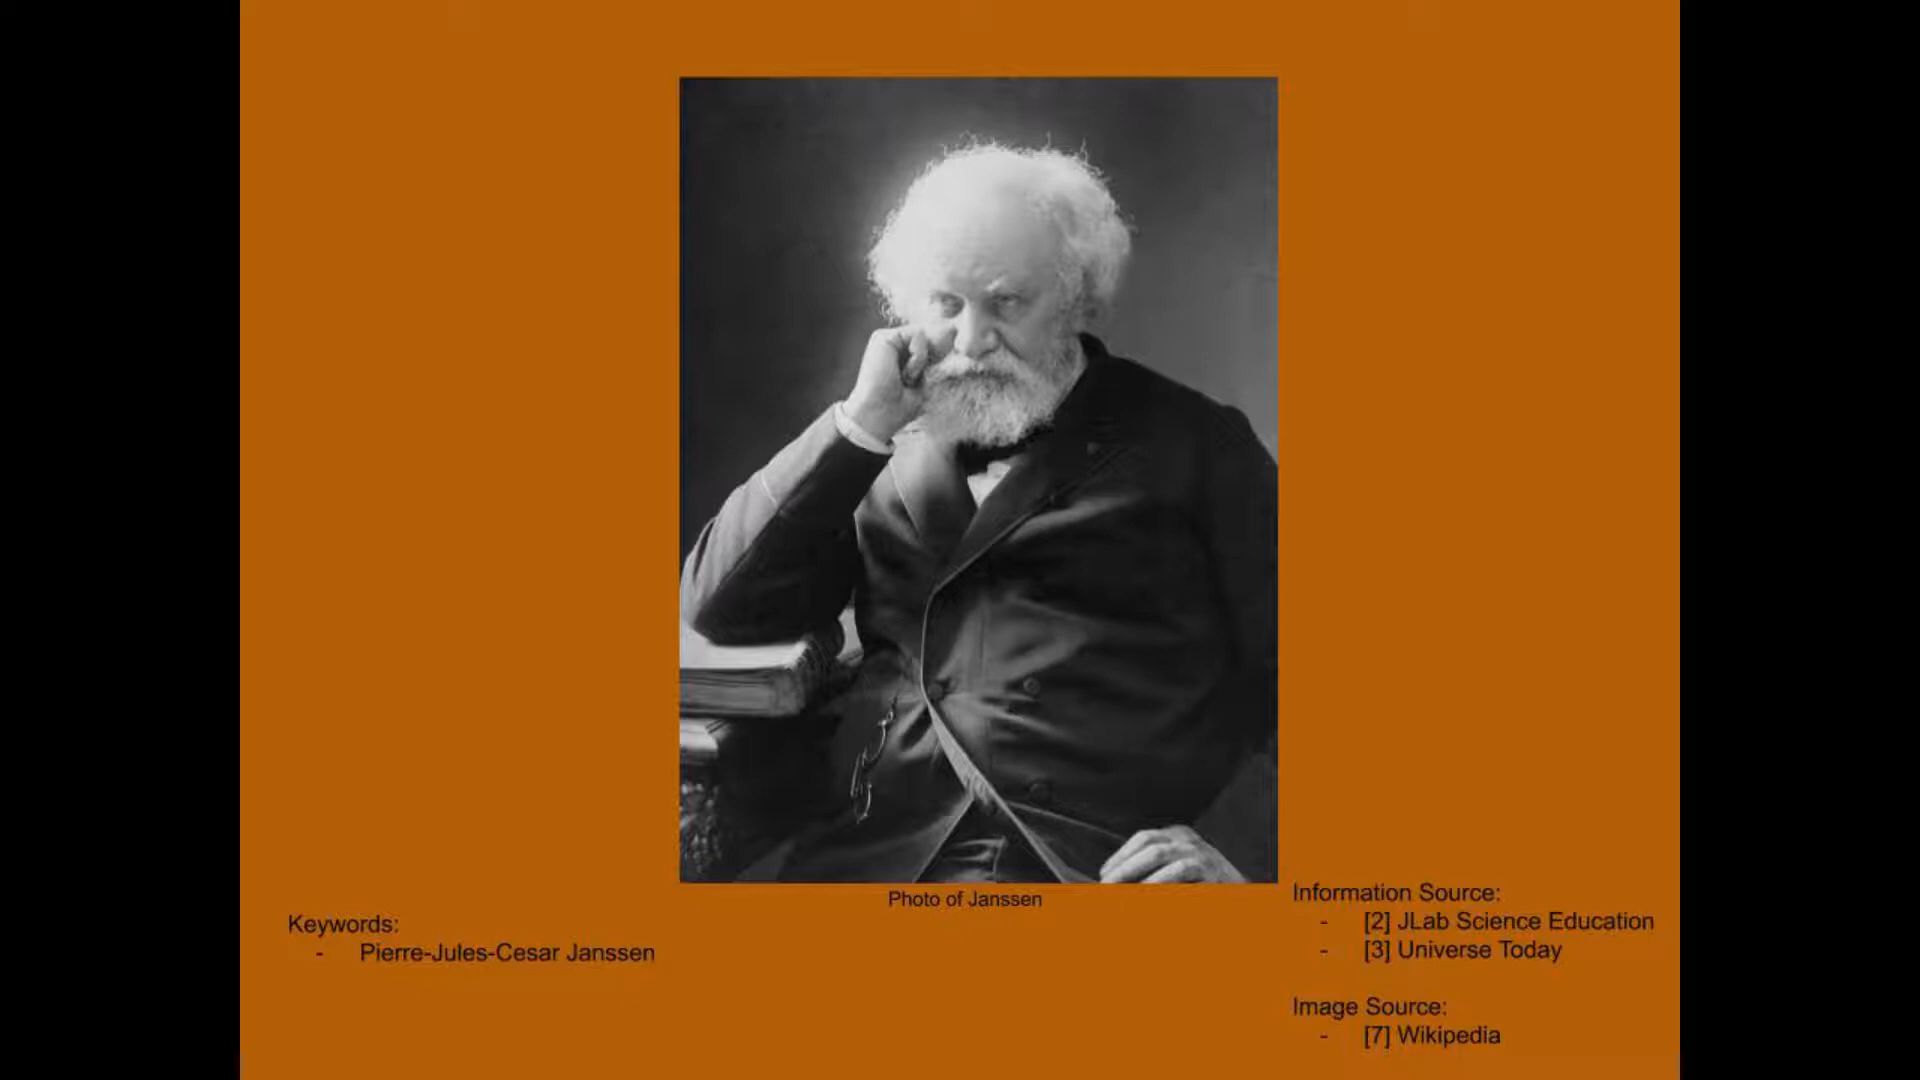 Photo of Janssen
Keywords:
- Pierre-Jules-Cesar Janssen
Information Source:
- [2] JLab Science Education
- [3] Universe Today
Image Source:
- [7] Wikipedia